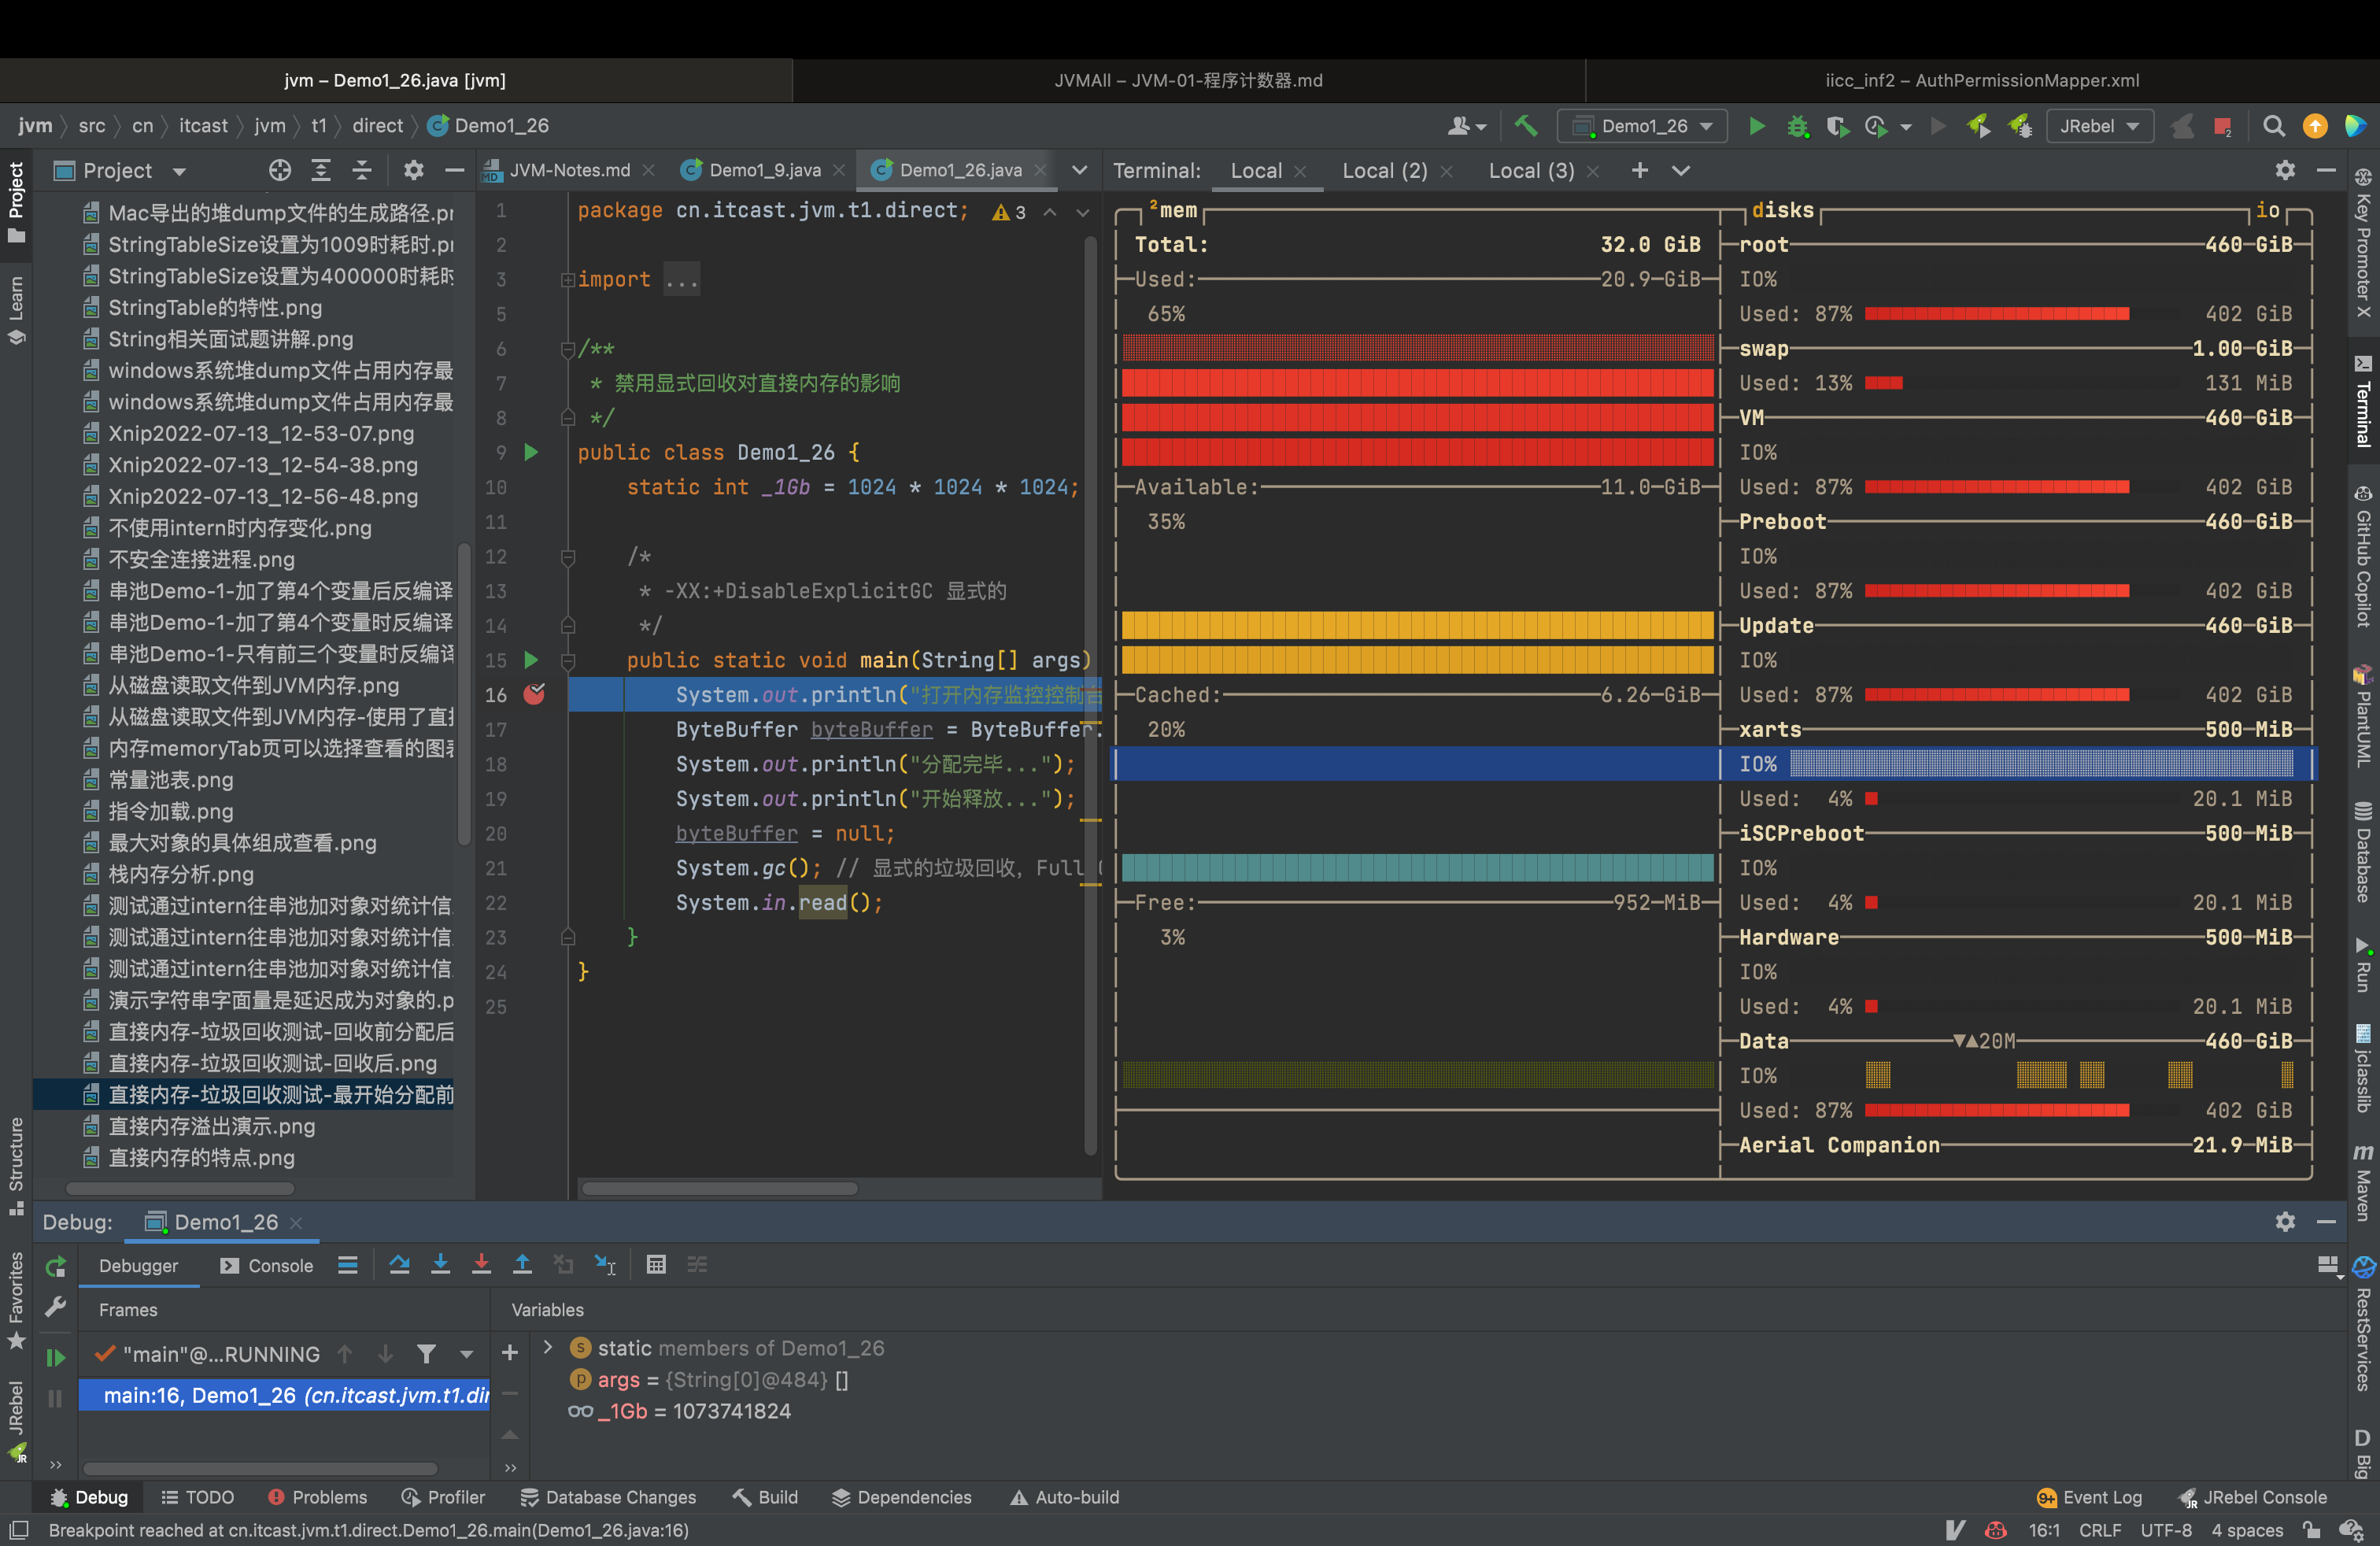 jvm – Demo1_26.java [jvm]
JVMAll – JVM-01-程序计数器.md
iicc_inf2 – AuthPermissionMapper.xml
jvm src cn itcast jvm t1 direct Demo1_26
Demo1_26
JRebel
Project
JVM-Notes.md
Demo1_9.java
Demo1_26.java
Terminal: Local Local (2) Local (3)
Project
Learn
Structure
Favorites
JRebel
Mac导出的堆dump文件的生成路径.pr
StringTableSize设置为1009时耗时.pr
StringTableSize设置为400000时耗时
StringTable的特性.png
String相关面试题讲解.png
windows系统堆dump文件占用内存最
windows系统堆dump文件占用内存最
Xnip2022-07-13_12-53-07.png
Xnip2022-07-13_12-54-38.png
Xnip2022-07-13_12-56-48.png
不使用intern时内存变化.png
不安全连接进程.png
串池Demo-1-加了第4个变量后反编译
串池Demo-1-加了第4个变量时反编译
串池Demo-1-只有前三个变量时反编译
从磁盘读取文件到JVM内存.png
从磁盘读取文件到JVM内存-使用了直接
内存memoryTab页可以选择查看的图表
常量池表.png
指令加载.png
最大对象的具体组成查看.png
栈内存分析.png
测试通过intern往串池加对象对统计信
测试通过intern往串池加对象对统计信
测试通过intern往串池加对象对统计信
演示字符串字面量是延迟成为对象的.p
直接内存-垃圾回收测试-回收前分配后
直接内存-垃圾回收测试-回收后.png
直接内存-垃圾回收测试-最开始分配前
直接内存溢出演示.png
直接内存的特点.png
1 package cn.itcast.jvm.t1.direct; 3
2
3 import ...
5
6 /**
7 * 禁用显式回收对直接内存的影响
8 */
9 public class Demo1_26 {
10 static int _1Gb = 1024 * 1024 * 1024;
11
12 /*
13 * -XX:+DisableExplicitGC 显式的
14 */
15 public static void main(String[] args)
16 System.out.println("打开内存监控控制台
17 ByteBuffer byteBuffer = ByteBuffer.
18 System.out.println("分配完毕...");
19 System.out.println("开始释放...");
20 byteBuffer = null;
21 System.gc(); // 显式的垃圾回收, Full
22 System.in.read();
23 }
24 }
25
²mem
Total: 32.0 GiB
Used: 20.9 GiB
65%
Available: 11.0 GiB
35%
Cached: 6.26 GiB
20%
Free: 952 MiB
3%
disks io
root 460 GiB
IO%
Used: 87% 402 GiB
swap 1.00 GiB
Used: 13% 131 MiB
VM 460 GiB
IO%
Used: 87% 402 GiB
Preboot 460 GiB
IO%
Used: 87% 402 GiB
Update 460 GiB
IO%
Used: 87% 402 GiB
xarts 500 MiB
IO%
Used: 4% 20.1 MiB
iSCPreboot 500 MiB
IO%
Used: 4% 20.1 MiB
Hardware 500 MiB
IO%
Used: 4% 20.1 MiB
Data ▼▲20M 460 GiB
IO%
Used: 87% 402 GiB
Aerial Companion 21.9 MiB
Key Promoter X
Terminal
GitHub Copilot
PlantUML
Database
Run
jclasslib
Maven
RestServices
Big
Debug: Demo1_26
Debugger Console
Frames
Variables
"main"@...RUNNING
main:16, Demo1_26 (cn.itcast.jvm.t1.dir
static members of Demo1_26
args = {String[0]@484} []
_1Gb = 1073741824
Debug TODO Problems Profiler Database Changes Build Dependencies Auto-build
9+ Event Log JRebel Console
Breakpoint reached at cn.itcast.jvm.t1.direct.Demo1_26.main(Demo1_26.java:16)
16:1 CRLF UTF-8 4 spaces